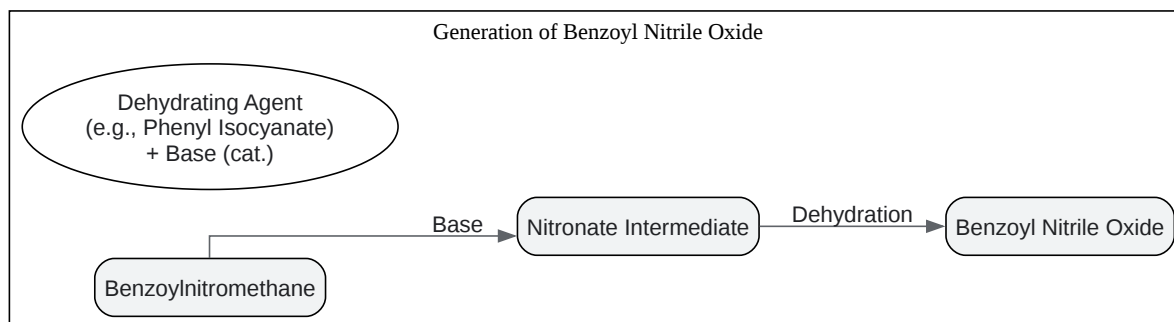 Generation of Benzoyl Nitrile Oxide
Dehydrating Agent
(e.g., Phenyl Isocyanate)
+ Base (cat.)
Base
Nitronate Intermediate
Dehydration
Benzoyl Nitrile Oxide
Benzoylnitromethane